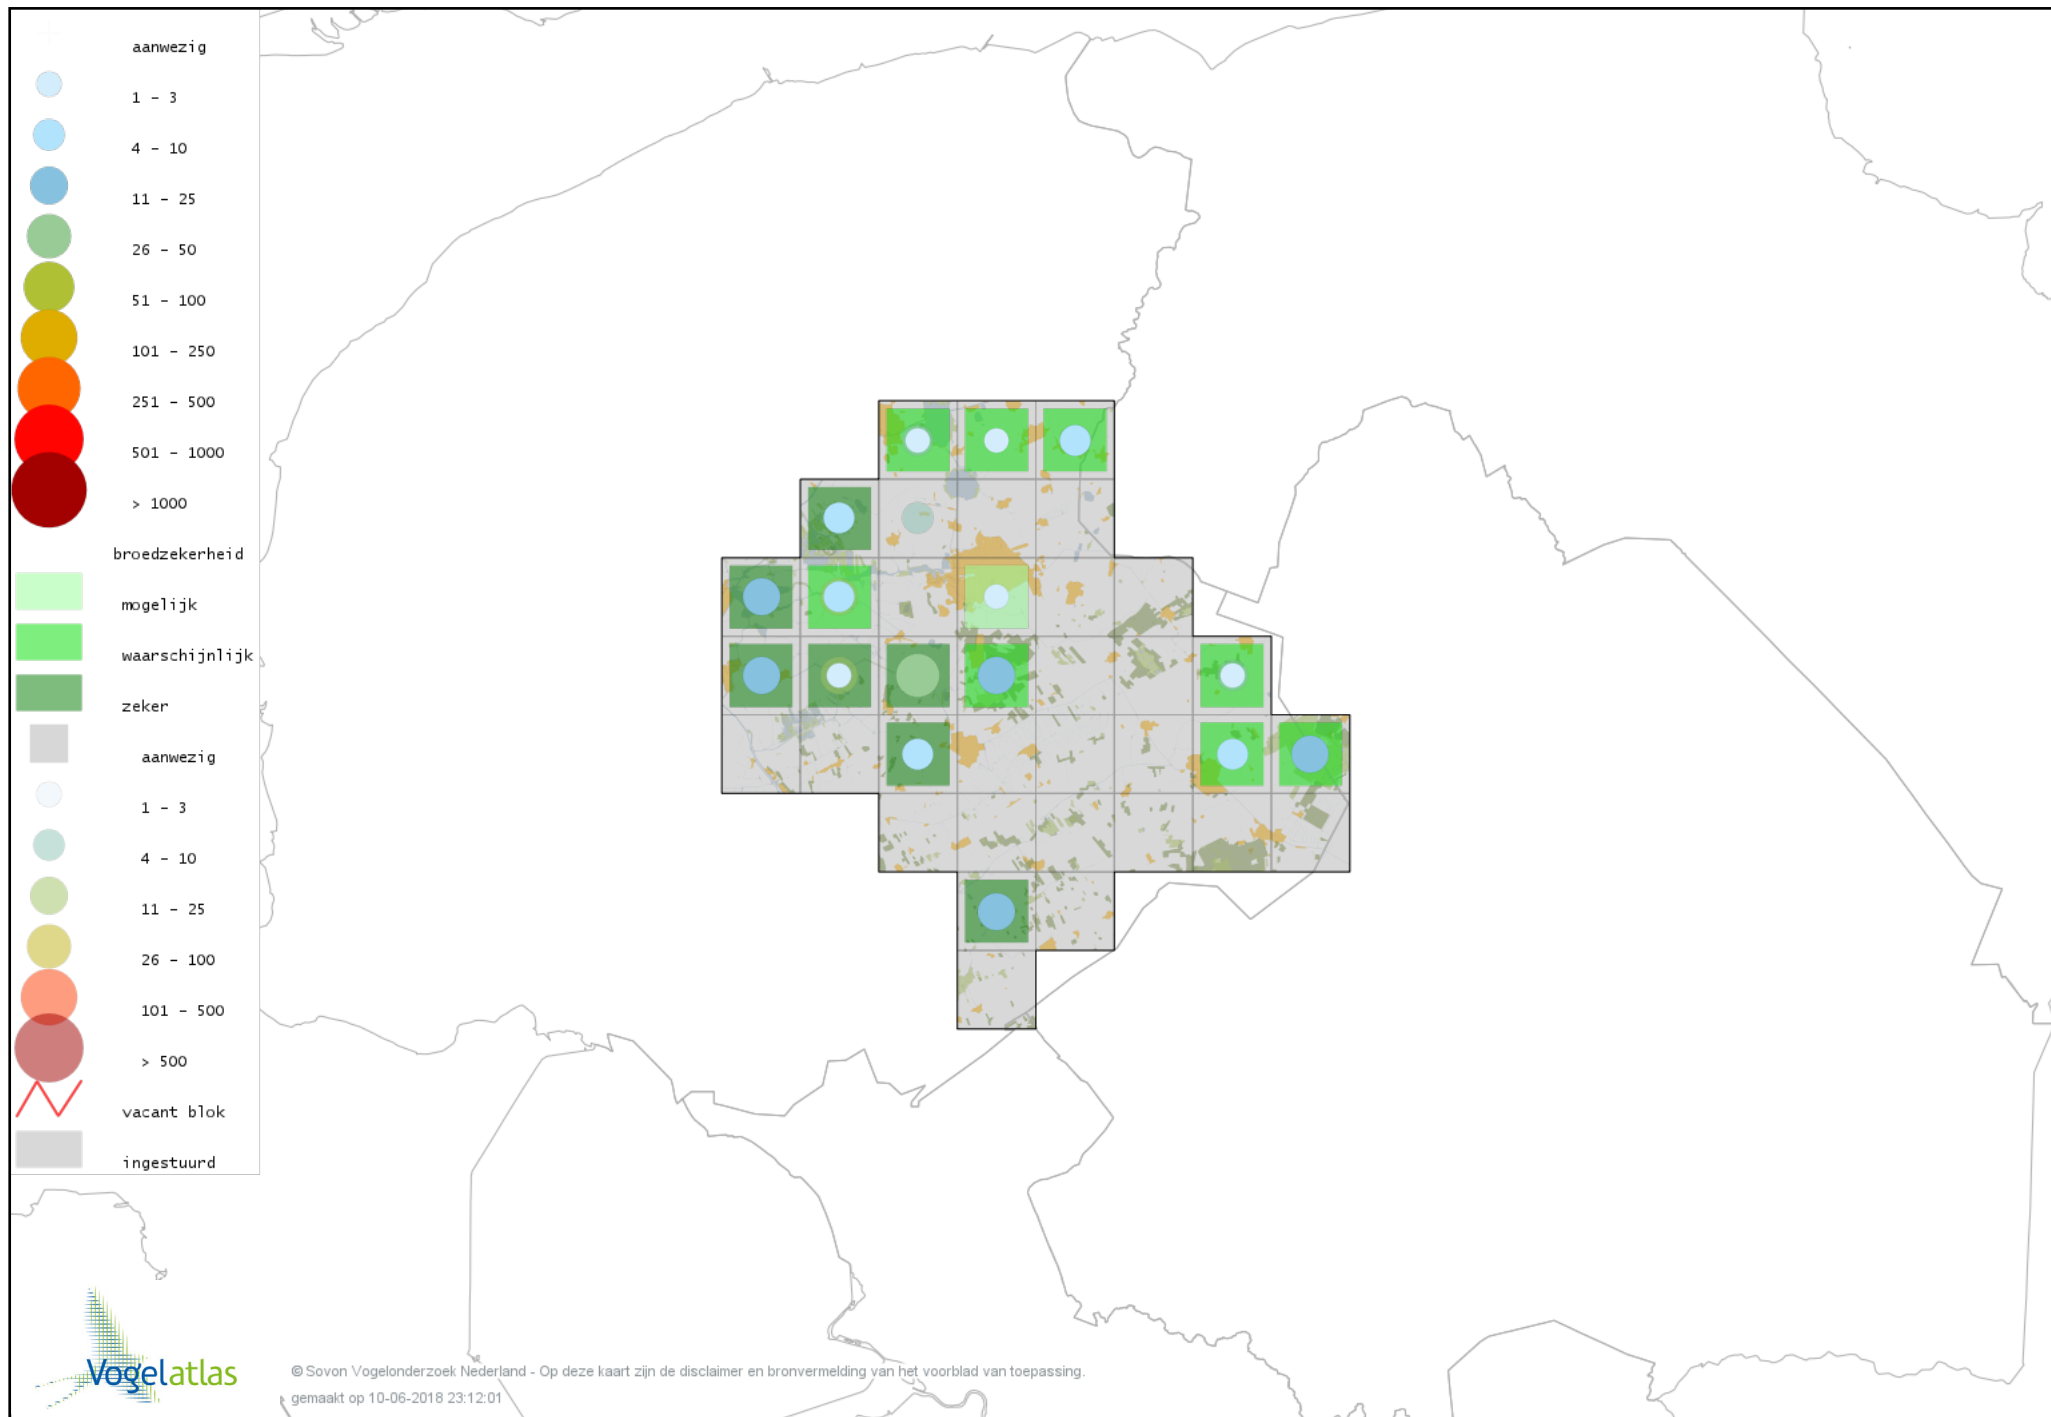 aanwezig
1 - 3
4 - 10
11 - 25
26 - 50
51 - 100
101 - 250
251 - 500
501 - 1000
> 1000
broedzekerheid
mogelijk
waarschijnlijk
zeker
aanwezig
1 - 3
4 - 10
11 - 25
26 - 100
101 - 500
> 500
vacant blok
ingestuurd
Vogelatlas
© Sovon Vogelonderzoek Nederland - Op deze kaart zijn de disclaimer en bronvermelding van het voorblad van toepassing.
gemaakt op 10-06-2018 23:12:01